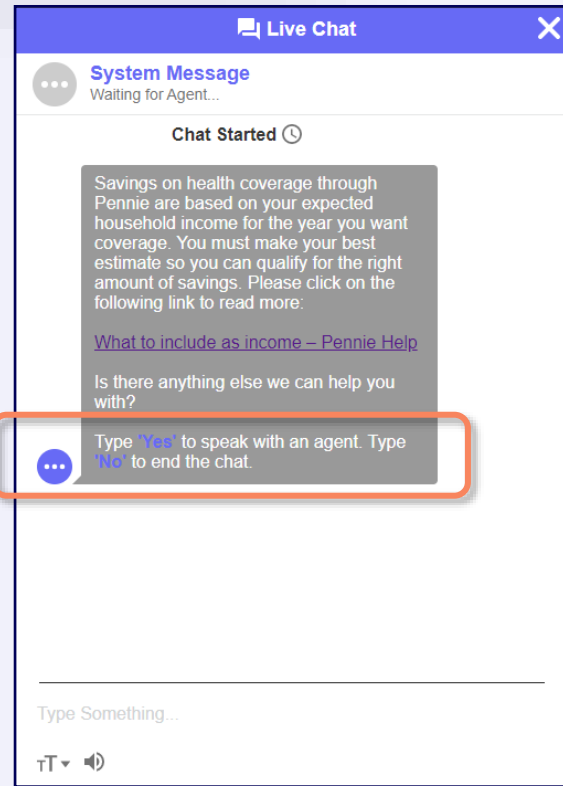 Live Chat
System Message
Waiting for Agent...
Chat Started
Savings on health coverage through
Pennie are based on your expected
household income for the year you want
coverage. You must make your best
estimate so you can qualify for the right
amount of savings. Please click on the
following link to read more:
What to include as income – Pennie Help
Is there anything else we can help you
with?
Type 'Yes' to speak with an agent. Type
'No' to end the chat.
Type Something...
TT